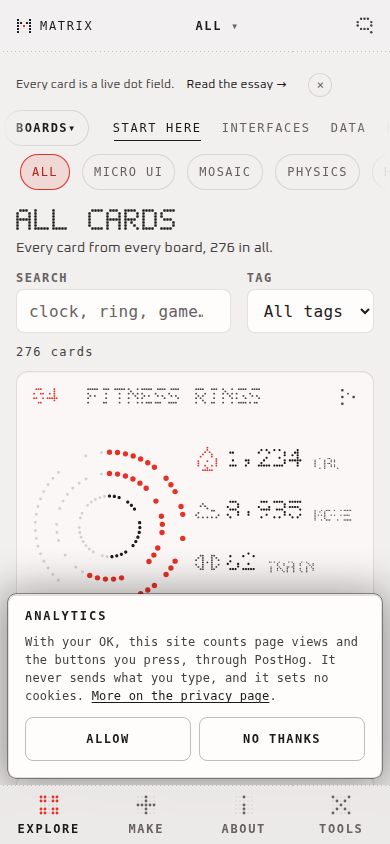 MATRIX
ALL ▾
Every card is a live dot field. Read the essay → ×
BOARDS▾ START HERE INTERFACES DATA
ALL MICRO UI MOSAIC PHYSICS
ALL CARDS
Every card from every board, 276 in all.
SEARCH TAG
clock, ring, game… All tags
276 cards
04 FITNESS RINGS
1,234 CAL
MOVE
TRAIN
ANALYTICS
With your OK, this site counts page views and
the buttons you press, through PostHog. It
never sends what you type, and it sets no
cookies. More on the privacy page.
ALLOW NO THANKS
EXPLORE MAKE ABOUT TOOLS